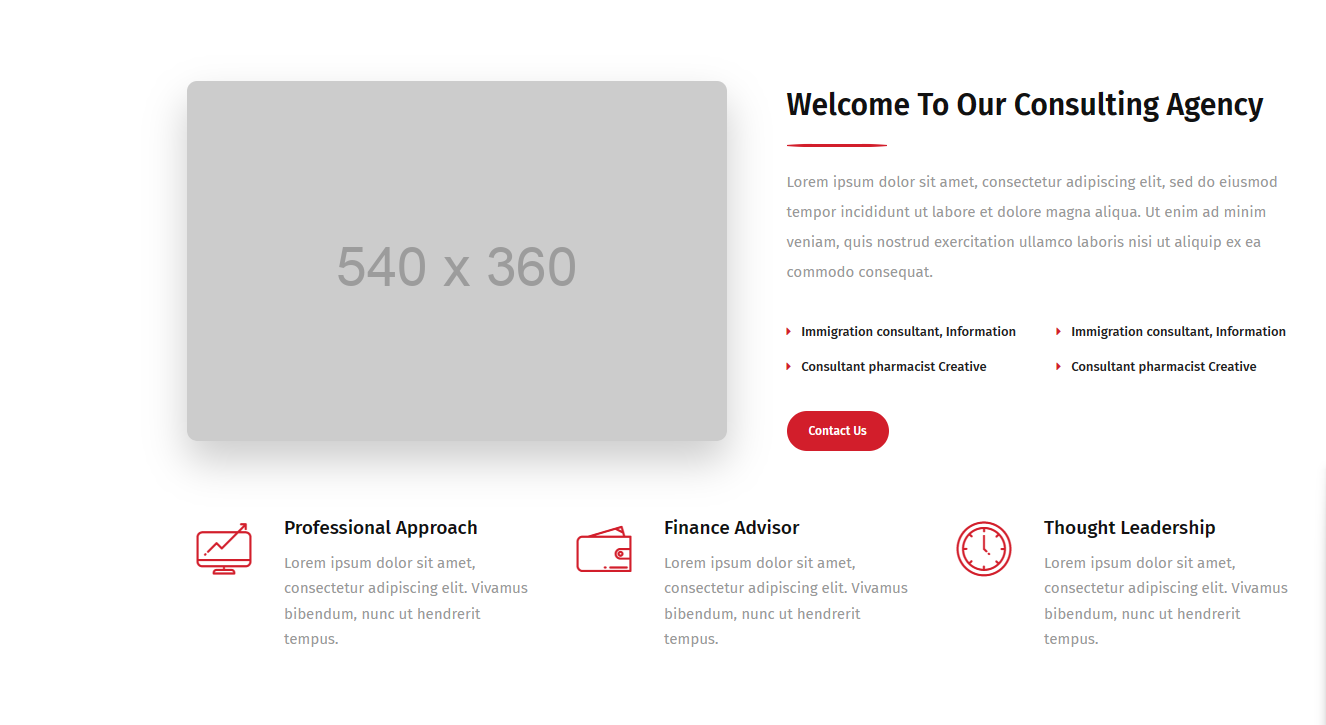 540 x 360
Welcome To Our Consulting Agency
Lorem ipsum dolor sit amet, consectetur adipiscing elit, sed do eiusmod
tempor incididunt ut labore et dolore magna aliqua. Ut enim ad minim
veniam, quis nostrud exercitation ullamco laboris nisi ut aliquip ex ea
commodo consequat.
Immigration consultant, Information
Immigration consultant, Information
Consultant pharmacist Creative
Consultant pharmacist Creative
Contact Us
Professional Approach
Lorem ipsum dolor sit amet,
consectetur adipiscing elit. Vivamus
bibendum, nunc ut hendrerit
tempus.
Finance Advisor
Lorem ipsum dolor sit amet,
consectetur adipiscing elit. Vivamus
bibendum, nunc ut hendrerit
tempus.
Thought Leadership
Lorem ipsum dolor sit amet,
consectetur adipiscing elit. Vivamus
bibendum, nunc ut hendrerit
tempus.